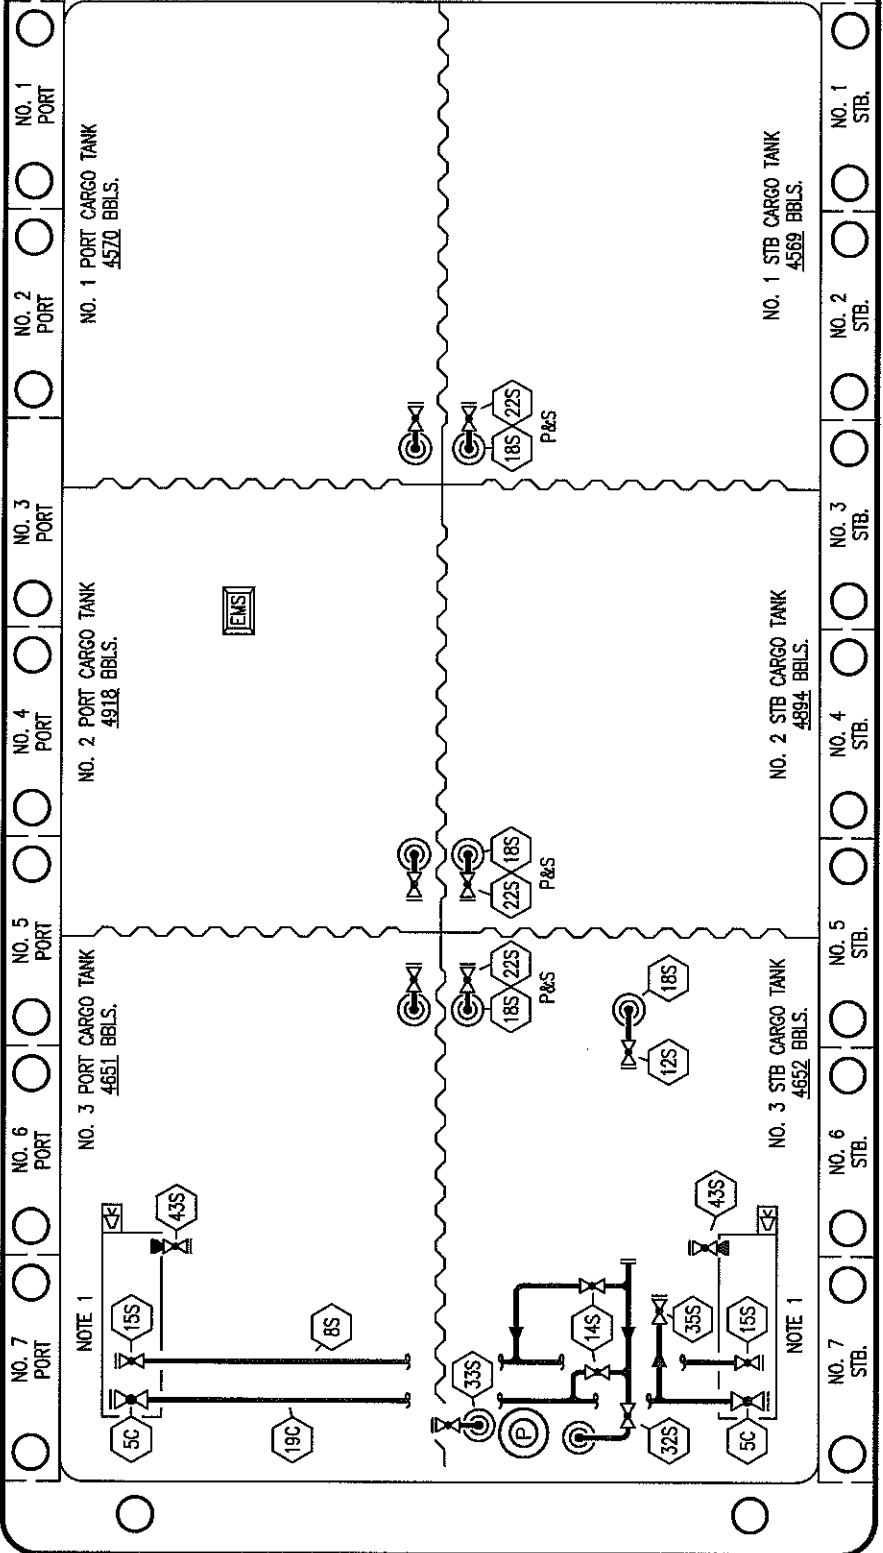 NO. 7
PORT
NO. 6
PORT
NO. 5
PORT
NO. 4
PORT
NO. 3
PORT
NO. 2
PORT
NO. 1
PORT
NOTE 1
NO. 3 PORT CARGO TANK
4651 BBLS.
NO. 2 PORT CARGO TANK
4918 BBLS.
NO. 1 PORT CARGO TANK
4570 BBLS.
5C
15S
43S
EMS
19C
8S
33S
P
18S
22S
P&S
22S
18S
P&S
18S
22S
P&S
14S
32S
35S
12S
18S
43S
5C
15S
NOTE 1
NO. 3 STB CARGO TANK
4652 BBLS.
NO. 2 STB CARGO TANK
4894 BBLS.
NO. 1 STB CARGO TANK
4569 BBLS.
NO. 7
STB.
NO. 6
STB.
NO. 5
STB.
NO. 4
STB.
NO. 3
STB.
NO. 2
STB.
NO. 1
STB.